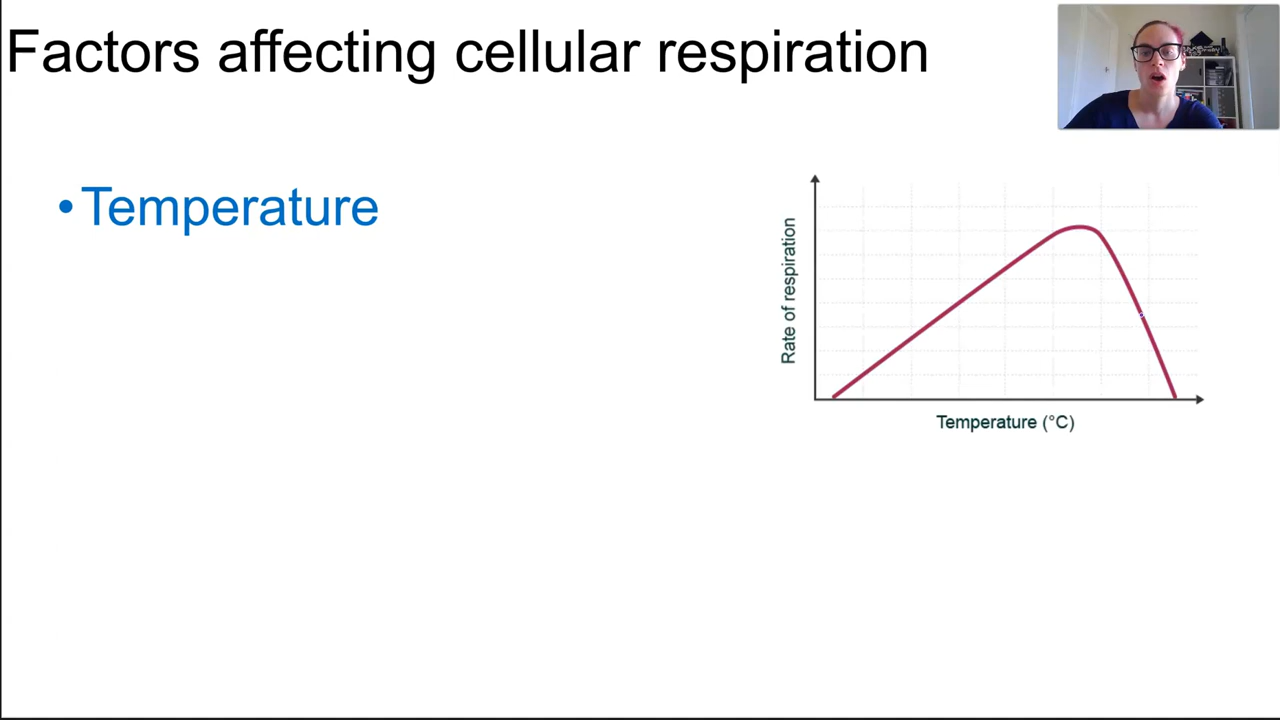 Factors affecting cellular respiration
•Temperature
Rate of respiration
Temperature (°C)